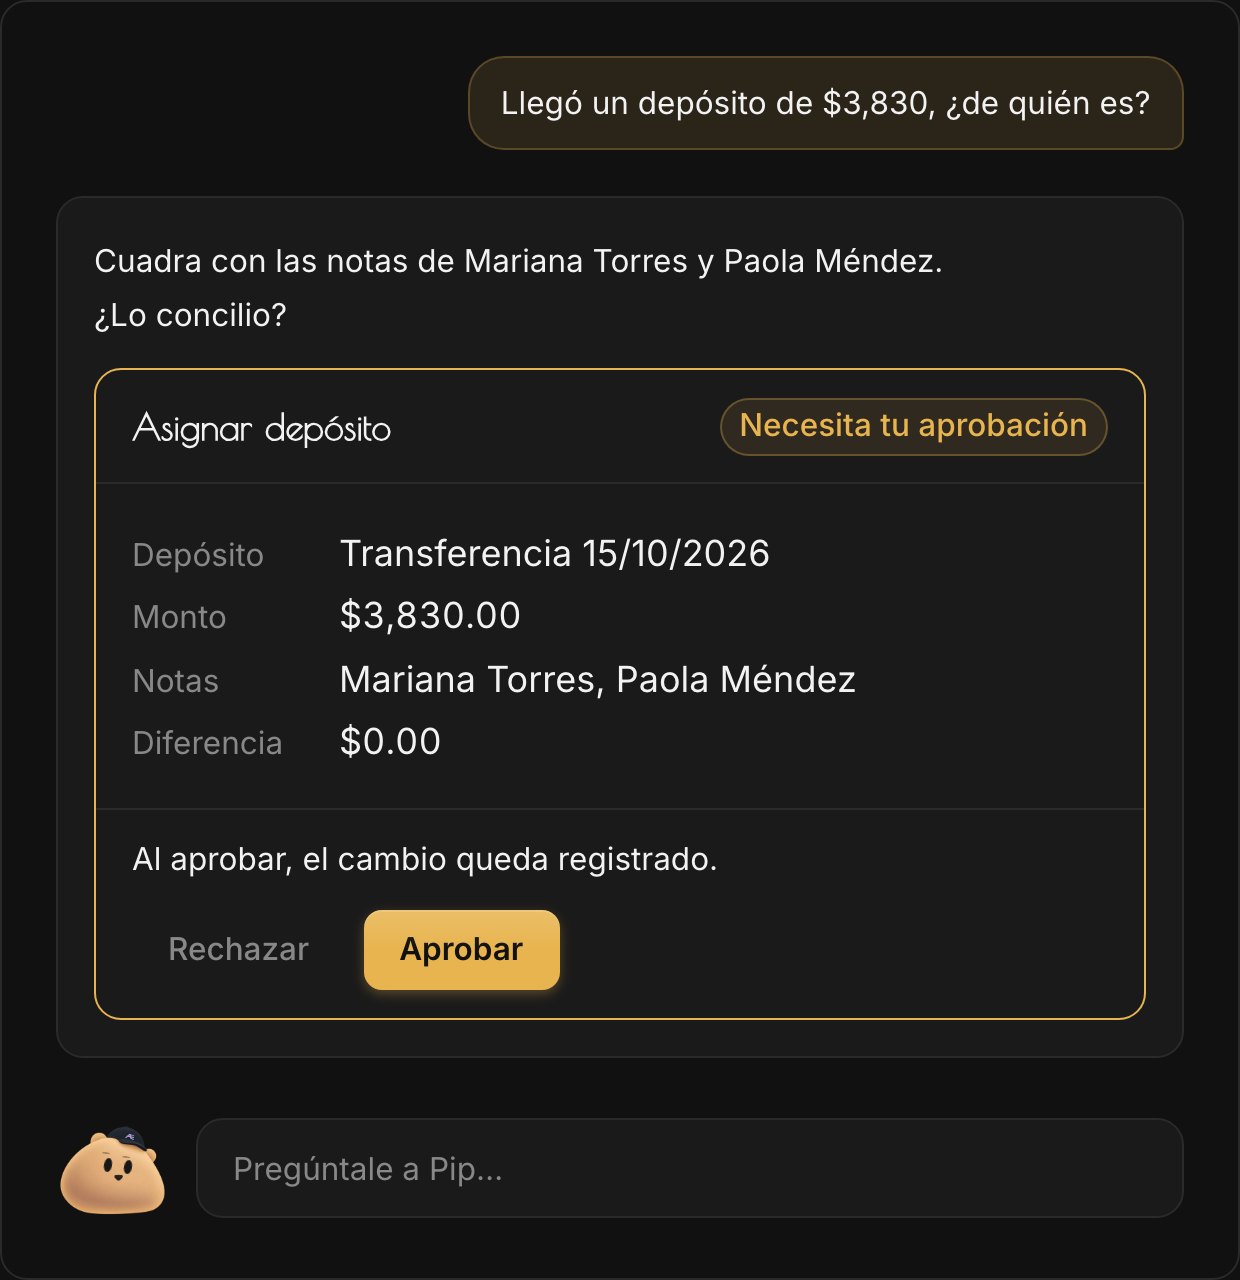 Llegó un depósito de $3,830, ¿de quién es?
Cuadra con las notas de Mariana Torres y Paola Méndez.
¿Lo concilio?
Asignar depósito
Necesita tu aprobación
Depósito Transferencia 15/10/2026
Monto $3,830.00
Notas Mariana Torres, Paola Méndez
Diferencia $0.00
Al aprobar, el cambio queda registrado.
Rechazar Aprobar
Pregúntale a Pip...